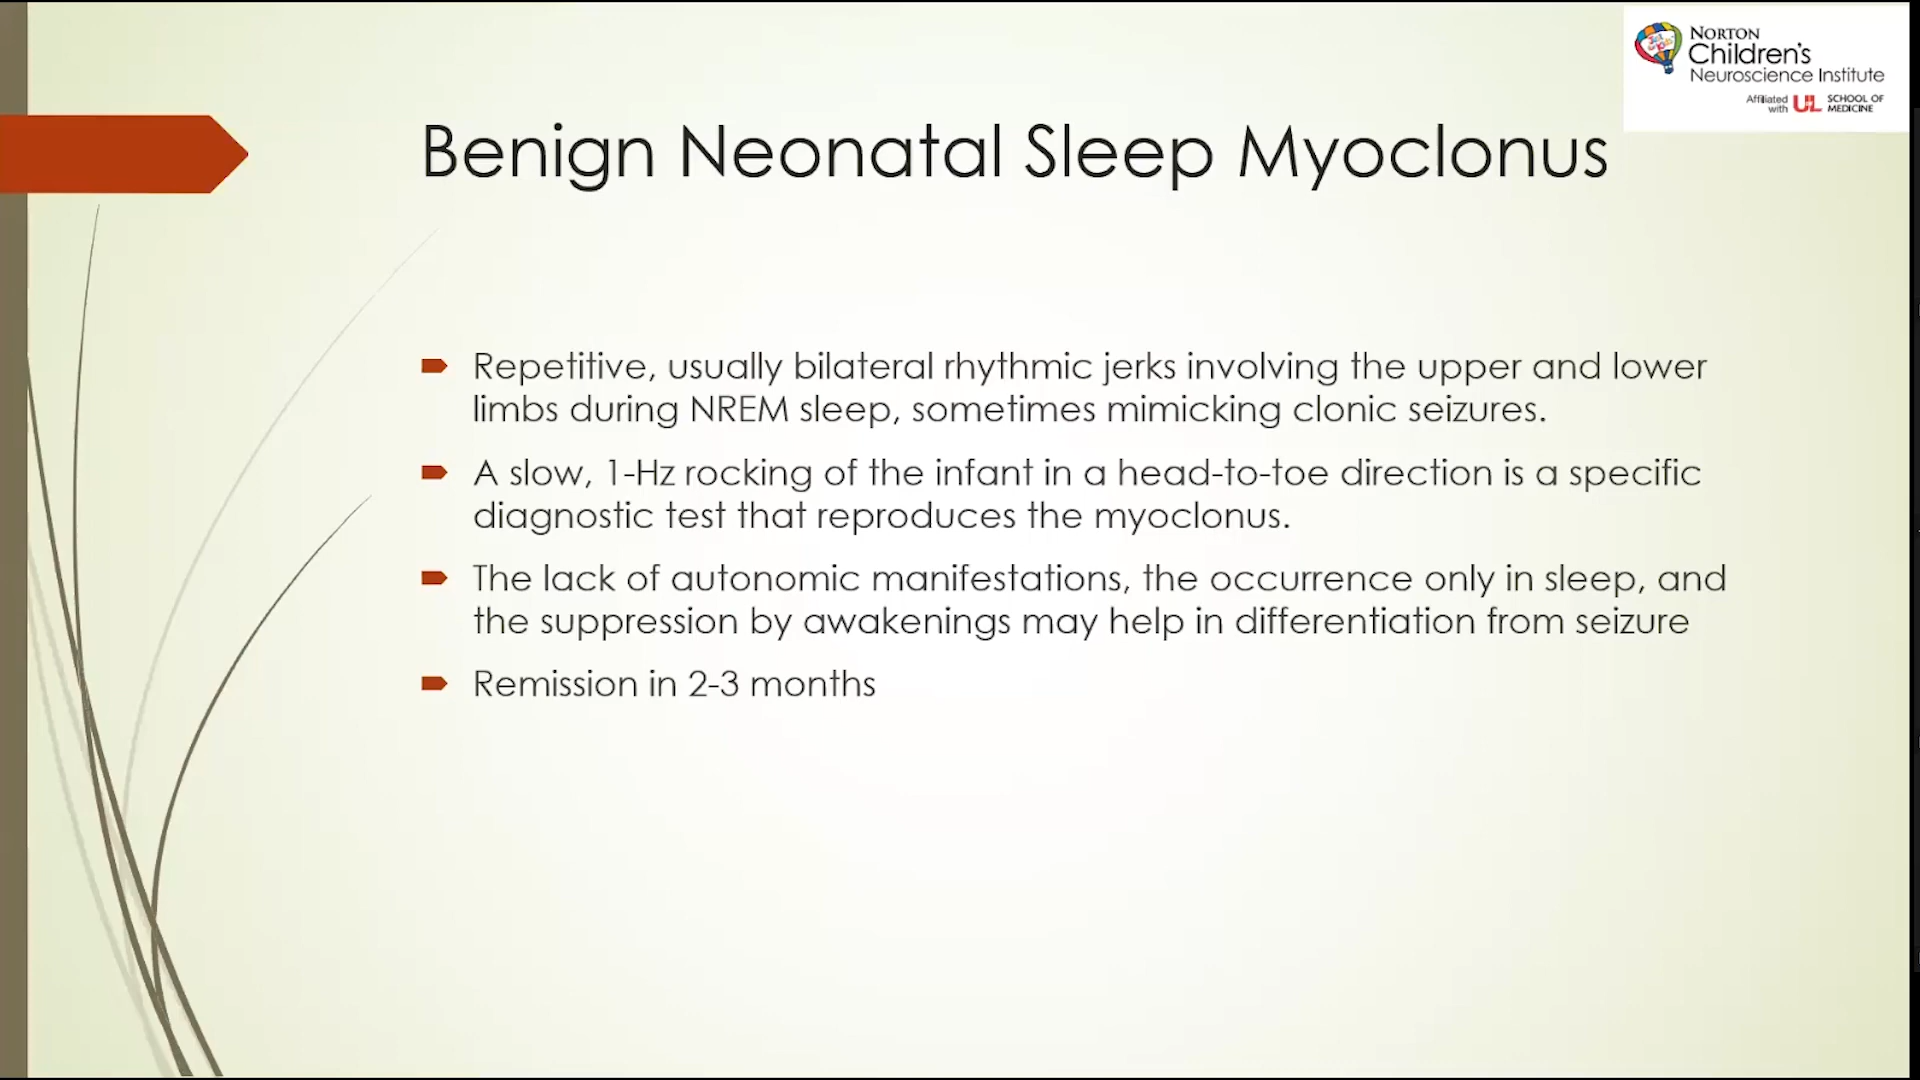 NORTON
Children's
Neuroscience Institute
Affiliated with UL SCHOOL OF MEDICINE
Benign Neonatal Sleep Myoclonus
Repetitive, usually bilateral rhythmic jerks involving the upper and lower
limbs during NREM sleep, sometimes mimicking clonic seizures.
A slow, 1-Hz rocking of the infant in a head-to-toe direction is a specific
diagnostic test that reproduces the myoclonus.
The lack of autonomic manifestations, the occurrence only in sleep, and
the suppression by awakenings may help in differentiation from seizure
Remission in 2-3 months